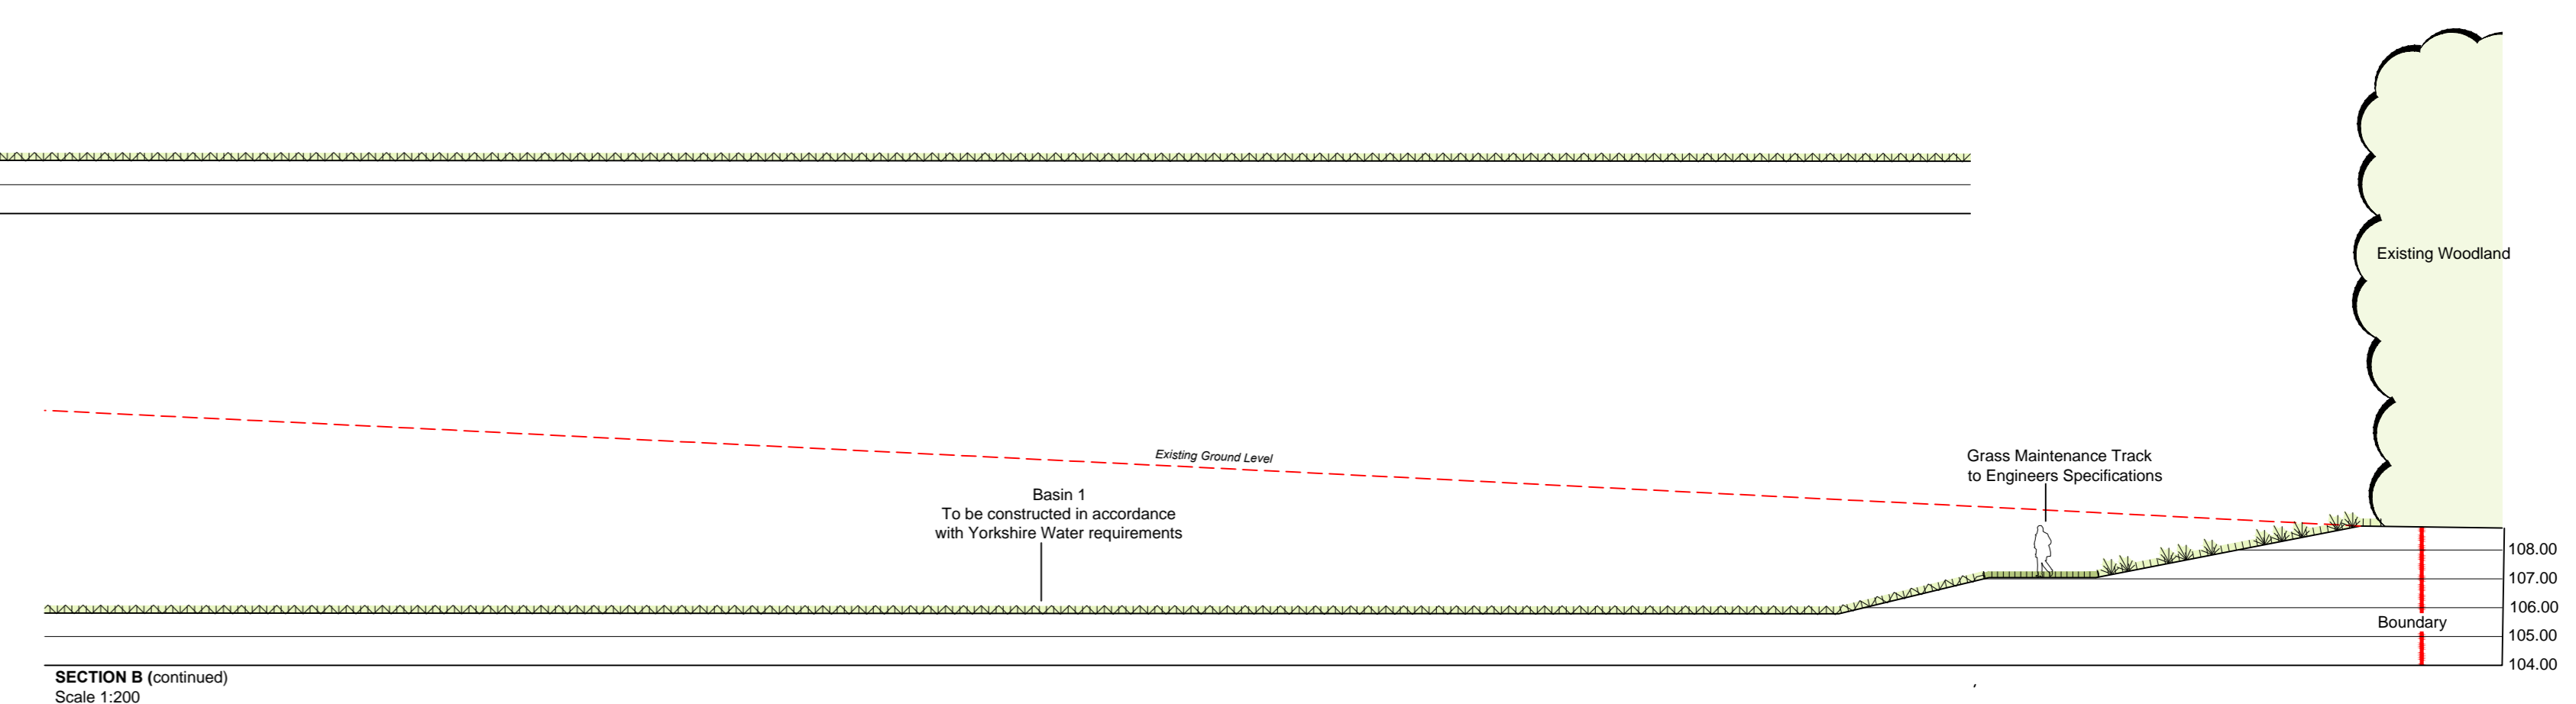 Existing Woodland
Existing Ground Level
Grass Maintenance Track
to Engineers Specifications
Basin 1
To be constructed in accordance
with Yorkshire Water requirements
108.00
107.00
106.00
Boundary
105.00
104.00
SECTION B (continued)
Scale 1:200